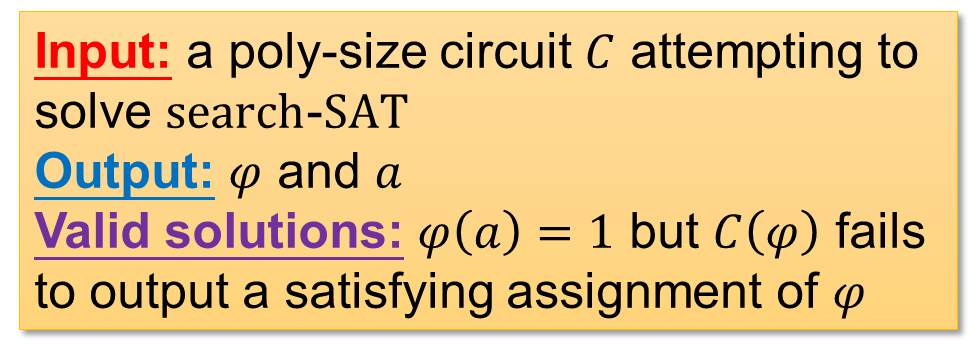 Input: a poly-size circuit 𝐶 attempting to
solve search-SAT
Output: 𝜑 and 𝑎
Valid solutions: 𝜑(𝑎) = 1 but 𝐶(𝜑) fails
to output a satisfying assignment of 𝜑